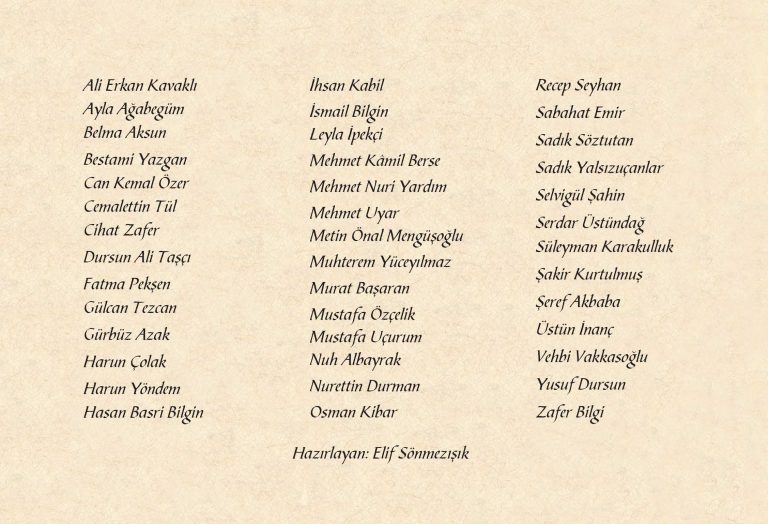 Ali Erkan Kavaklı
Ayla Ağabegüm
Belma Aksun
Bestami Yazgan
Can Kemal Özer
Cemalettin Tül
Cihat Zafer
Dursun Ali Taşçı
Fatma Pekşen
Gülcan Tezcan
Gürbüz Azak
Harun Çolak
Harun Yöndem
Hasan Basri Bilgin
İhsan Kabil
İsmail Bilgin
Leyla İpekçi
Mehmet Kâmil Berse
Mehmet Nuri Yardım
Mehmet Uyar
Metin Önal Mengüşoğlu
Muhterem Yüceyılmaz
Murat Başaran
Mustafa Özçelik
Mustafa Uçurum
Nuh Albayrak
Nurettin Durman
Osman Kibar
Recep Seyhan
Sabahat Emir
Sadık Söztutan
Sadık Yalsızuçanlar
Selvigül Şahin
Serdar Üstündağ
Süleyman Karakulluk
Şakir Kurtulmuş
Şeref Akbaba
Üstün İnanç
Vehbi Vakkasoğlu
Yusuf Dursun
Zafer Bilgi
Hazırlayan: Elif Sönmezışık